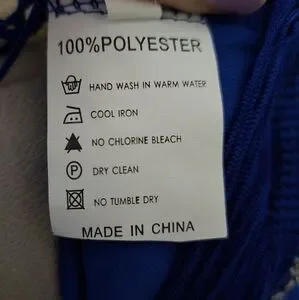 100%POLYESTER
HAND WASH IN WARM WATER
COOL IRON
NO CHLORINE BLEACH
P DRY CLEAN
NO TUMBLE DRY
MADE IN CHINA